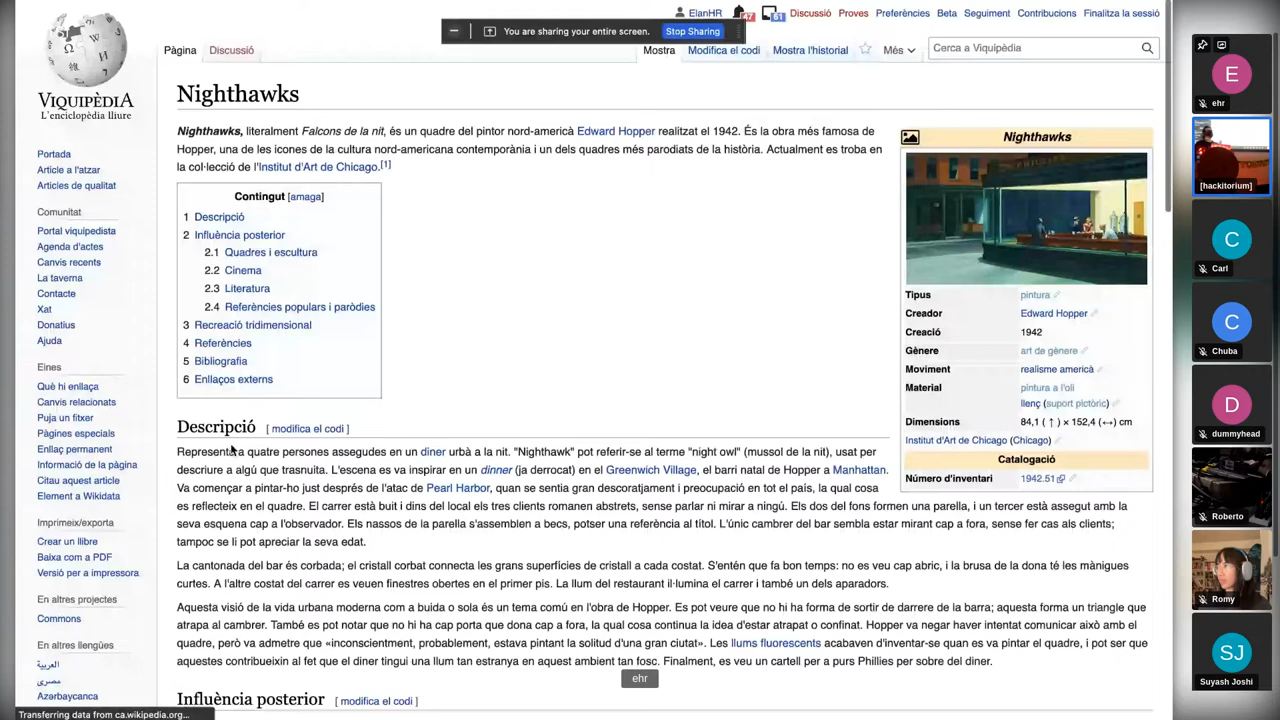 ElanHR
47
61
Discussió
Proves
Preferències
Beta
Seguiment
Contribucions
Finalitza la sessió
You are sharing your entire screen.
Stop Sharing
Pàgina
Discussió
Mostra
Modifica el codi
Mostra l'historial
Més
Cerca a Viquipèdia
VIQUIPÈDIA
L'enciclopèdia lliure
Portada
Article a l'atzar
Articles de qualitat
Comunitat
Portal viquipedista
Agenda d'actes
Canvis recents
La taverna
Contacte
Xat
Donatius
Ajuda
Eines
Què hi enllaça
Canvis relacionats
Puja un fitxer
Pàgines especials
Enllaç permanent
Informació de la pàgina
Citau aquest article
Element a Wikidata
Imprimeix/exporta
Crear un llibre
Baixa com a PDF
Versió per a impressora
En altres projectes
Commons
En altres llengües
العربية
مصرى
Azərbaycanca
Transferring data from ca.wikipedia.org...
Nighthawks
Nighthawks, literalment Falcons de la nit, és un quadre del pintor nord-americà Edward Hopper realitzat el 1942. És la obra més famosa de
Hopper, una de les icones de la cultura nord-americana contemporània i un dels quadres més parodiats de la història. Actualment es troba en
la col·lecció de l'Institut d'Art de Chicago.[1]
Contingut [amaga]
1 Descripció
2 Influència posterior
2.1 Quadres i escultura
2.2 Cinema
2.3 Literatura
2.4 Referències populars i paròdies
3 Recreació tridimensional
4 Referències
5 Bibliografia
6 Enllaços externs
Nighthawks
Tipus pintura
Creador Edward Hopper
Creació 1942
Gènere art de gènere
Moviment realisme americà
Material pintura a l'oli
llenç (suport pictòric)
Dimensions 84,1 (↑) × 152,4 (↔) cm
Institut d'Art de Chicago (Chicago)
Catalogació
Número d'inventari 1942.51
Descripció [ modifica el codi ]
Representa a quatre persones assegudes en un diner urbà a la nit. "Nighthawk" pot referir-se al terme "night owl" (mussol de la nit), usat per
descriure a algú que trasnuita. L'escena es va inspirar en un dinner (ja derrocat) en el Greenwich Village, el barri natal de Hopper a Manhattan.
Va començar a pintar-ho just després de l'atac de Pearl Harbor, quan se sentia gran descoratjament i preocupació en tot el país, la qual cosa
es reflecteix en el quadre. El carrer està buit i dins del local els tres clients romanen abstrets, sense parlar ni mirar a ningú. Els dos del fons formen una parella, i un tercer està assegut amb la
seva esquena cap a l'observador. Els nassos de la parella s'assemblen a becs, potser una referència al títol. L'únic cambrer del bar sembla estar mirant cap a fora, sense fer cas als clients;
tampoc se li pot apreciar la seva edat.
La cantonada del bar és corbada; el cristall corbat connecta les grans superfícies de cristall a cada costat. S'entén que fa bon temps: no es veu cap abric, i la brusa de la dona té les mànigues
curtes. A l'altre costat del carrer es veuen finestres obertes en el primer pis. La llum del restaurant il·lumina el carrer i també un dels aparadors.
Aquesta visió de la vida urbana moderna com a buida o sola és un tema comú en l'obra de Hopper. Es pot veure que no hi ha forma de sortir de darrere de la barra; aquesta forma un triangle que
atrapa al cambrer. També es pot notar que no hi ha cap porta que dona cap a fora, la qual cosa continua la idea d'estar atrapat o confinat. Hopper va negar haver intentat comunicar això amb el
quadre, però va admetre que «inconscientment, probablement, estava pintant la solitud d'una gran ciutat». Les llums fluorescents acabaven d'inventar-se quan es va pintar el quadre, i pot ser que
aquestes contribueixin al fet que el diner tingui una llum tan estranya en aquest ambient tan fosc. Finalment, es veu un cartell per a purs Phillies per sobre del diner.
Influència posterior [ modifica el codi ]
ehr
E
ehr
[hackitorium]
C
Carl
C
Chuba
D
dummyhead
Roberto
Romy
SJ
Suyash Joshi